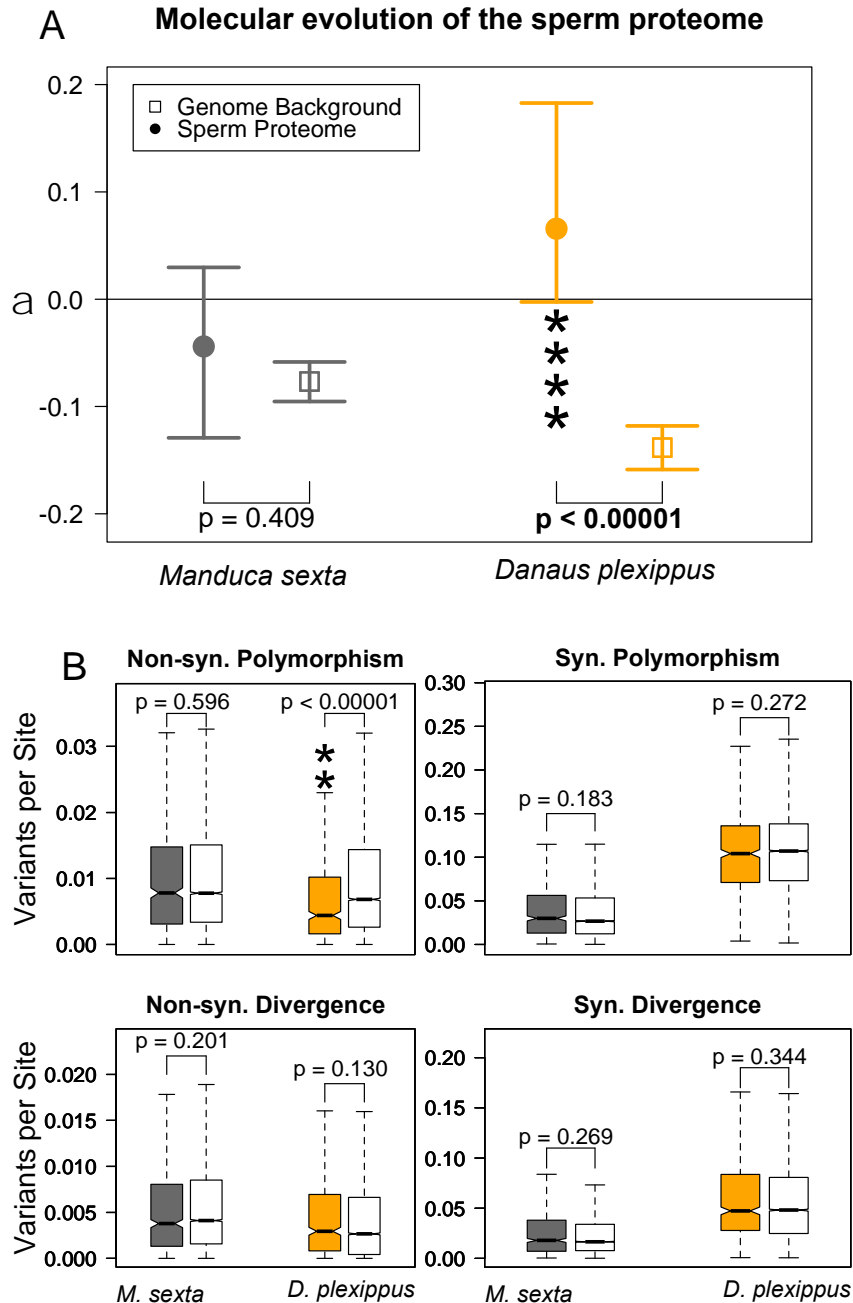 A
Molecular evolution of the sperm proteome
0.2
Genome Background
Sperm Proteome
0.1
a
0.0
*
*
*
*
-0.1
-0.2
p = 0.409
p < 0.00001
Manduca sexta
Danaus plexippus
B
Non-syn. Polymorphism
Syn. Polymorphism
Variants per Site
0.03
0.02
0.01
0.00
p = 0.596
p < 0.00001
*
*
0.30
0.25
0.20
0.15
0.10
0.05
0.00
p = 0.183
p = 0.272
Non-syn. Divergence
Syn. Divergence
Variants per Site
0.020
0.015
0.010
0.005
0.000
p = 0.201
p = 0.130
0.20
0.15
0.10
0.05
0.00
p = 0.269
p = 0.344
M. sexta
D. plexippus
M. sexta
D. plexippus